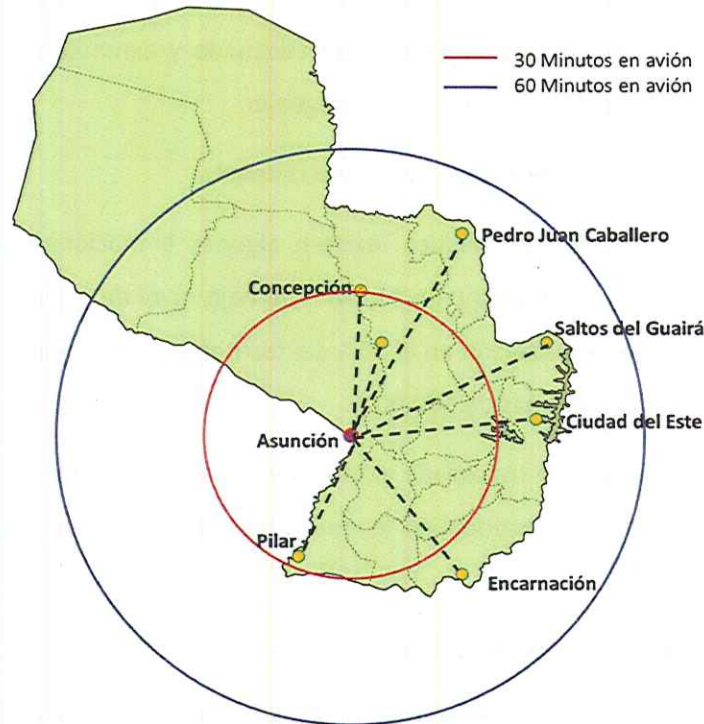 30 Minutos en avión
60 Minutos en avión
Pedro Juan Caballero
Concepción
Saltos del Guairá
Ciudad del Este
Asunción
Pilar
Encarnación